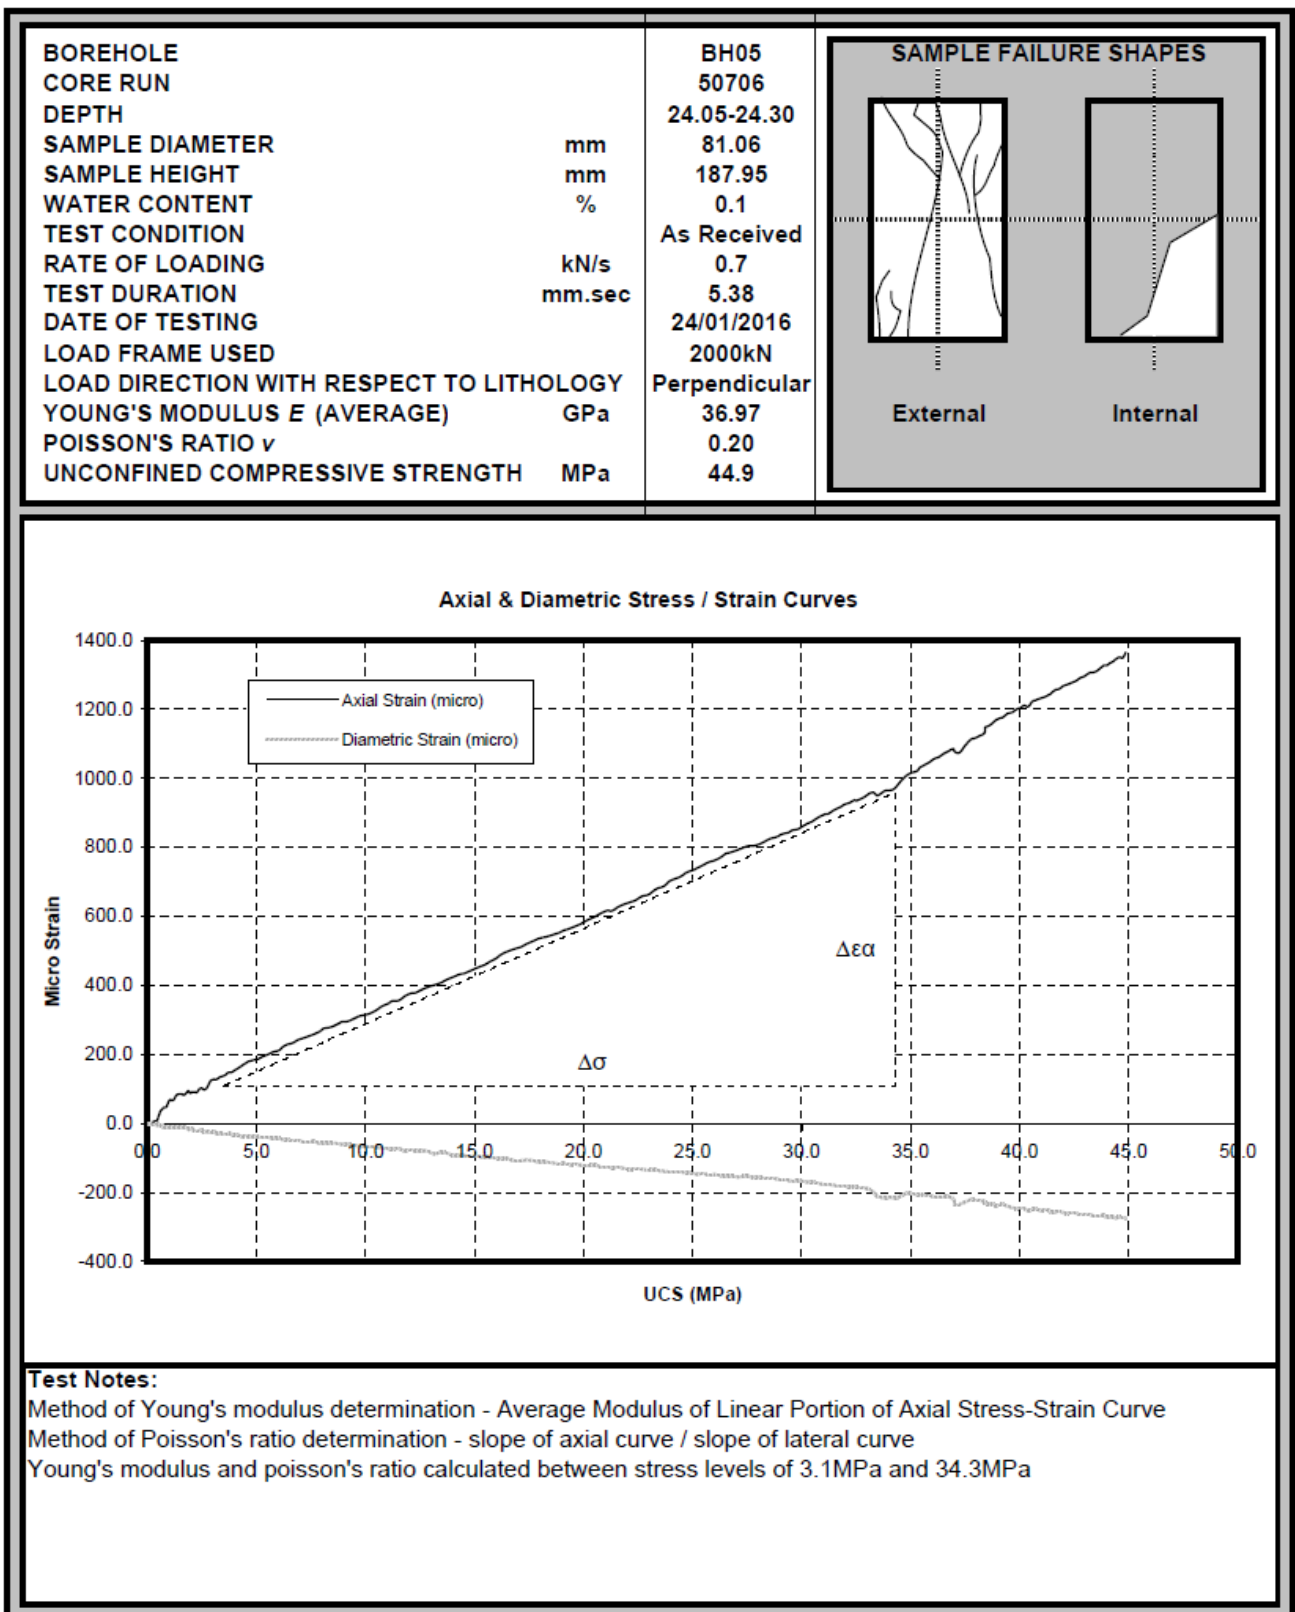 BOREHOLE BH05
CORE RUN 50706
DEPTH 24.05-24.30
SAMPLE DIAMETER mm 81.06
SAMPLE HEIGHT mm 187.95
WATER CONTENT % 0.1
TEST CONDITION As Received
RATE OF LOADING kN/s 0.7
TEST DURATION mm.sec 5.38
DATE OF TESTING 24/01/2016
LOAD FRAME USED 2000kN
LOAD DIRECTION WITH RESPECT TO LITHOLOGY Perpendicular
YOUNG'S MODULUS E (AVERAGE) GPa 36.97
POISSON'S RATIO v 0.20
UNCONFINED COMPRESSIVE STRENGTH MPa 44.9
SAMPLE FAILURE SHAPES
External Internal
Axial & Diametric Stress / Strain Curves
1400.0
1200.0
1000.0
800.0
600.0
400.0
200.0
0.0
-200.0
-400.0
Micro Strain
Axial Strain (micro)
Diametric Strain (micro)
Δεα
Δσ
0.0 5.0 10.0 15.0 20.0 25.0 30.0 35.0 40.0 45.0 50.0
UCS (MPa)
Test Notes:
Method of Young's modulus determination - Average Modulus of Linear Portion of Axial Stress-Strain Curve
Method of Poisson's ratio determination - slope of axial curve / slope of lateral curve
Young's modulus and poisson's ratio calculated between stress levels of 3.1MPa and 34.3MPa